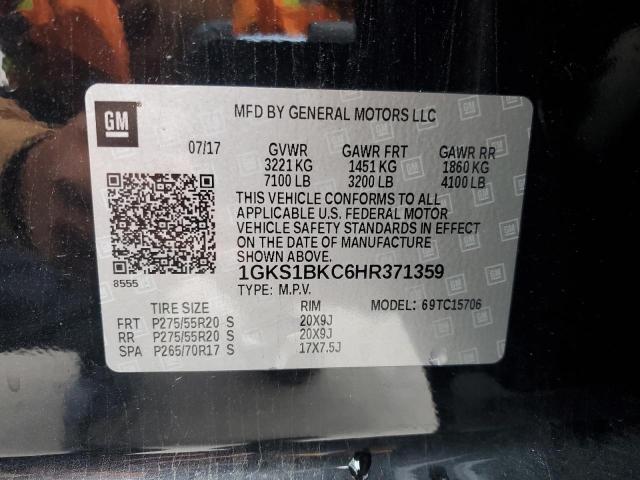 GM
MFD BY GENERAL MOTORS LLC
07/17 GVWR GAWR FRT GAWR RR
3221 KG 1451 KG 1860 KG
7100 LB 3200 LB 4100 LB
THIS VEHICLE CONFORMS TO ALL
APPLICABLE U.S. FEDERAL MOTOR
VEHICLE SAFETY STANDARDS IN EFFECT
ON THE DATE OF MANUFACTURE
SHOWN ABOVE.
8555
1GKS1BKC6HR371359
TYPE: M.P.V. MODEL: 69TC15706
TIRE SIZE RIM
FRT P275/55R20 S 20X9J
RR P275/55R20 S 20X9J
SPA P265/70R17 S 17X7.5J